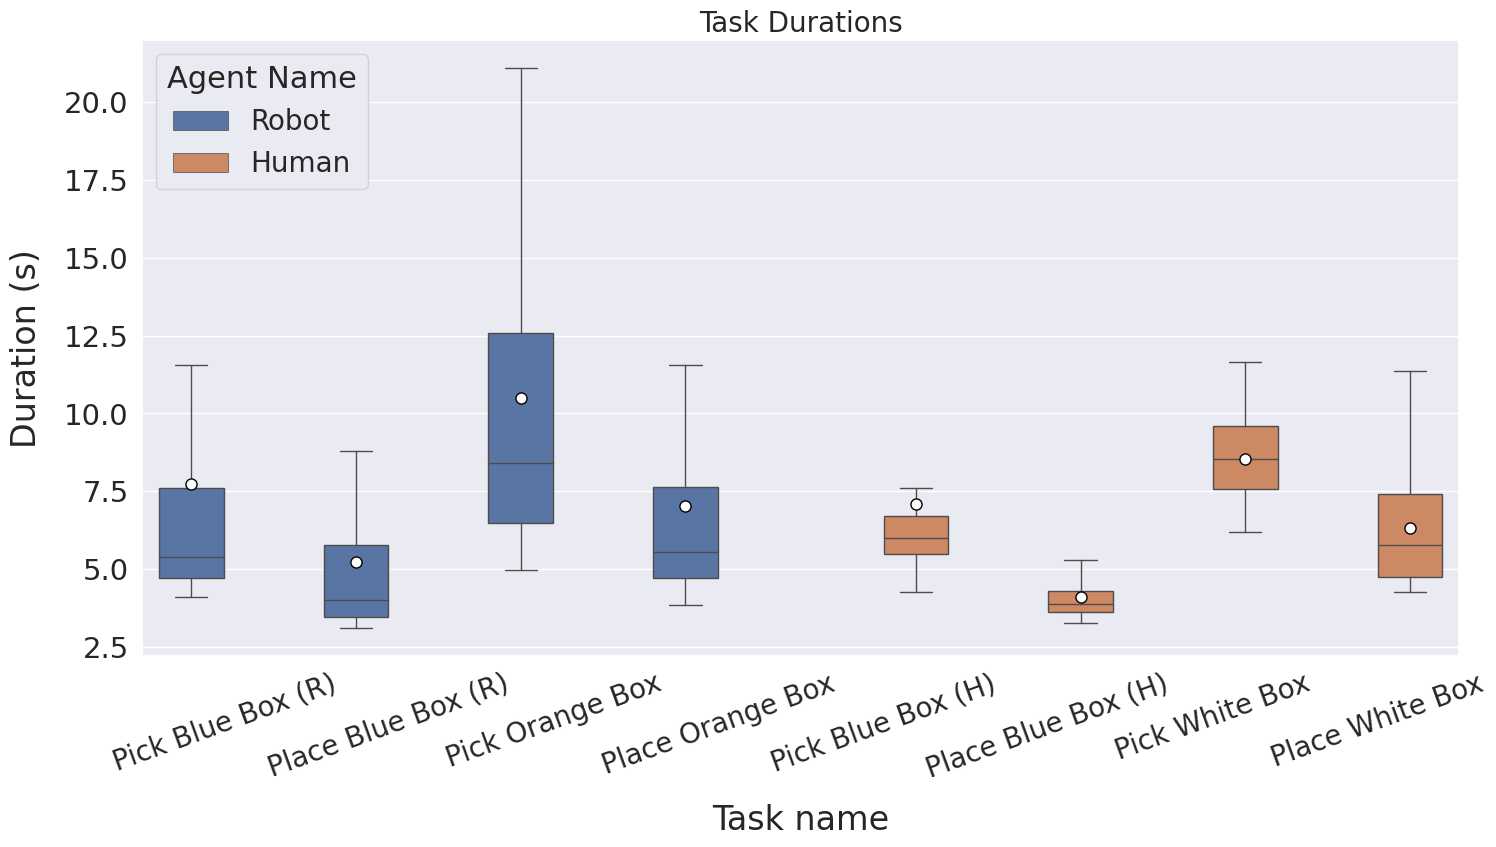 Task Durations
Agent Name
Robot
Human
Duration (s)
20.0
17.5
15.0
12.5
10.0
7.5
5.0
2.5
Pick Blue Box (R)
Place Blue Box (R)
Pick Orange Box
Place Orange Box
Pick Blue Box (H)
Place Blue Box (H)
Pick White Box
Place White Box
Task name